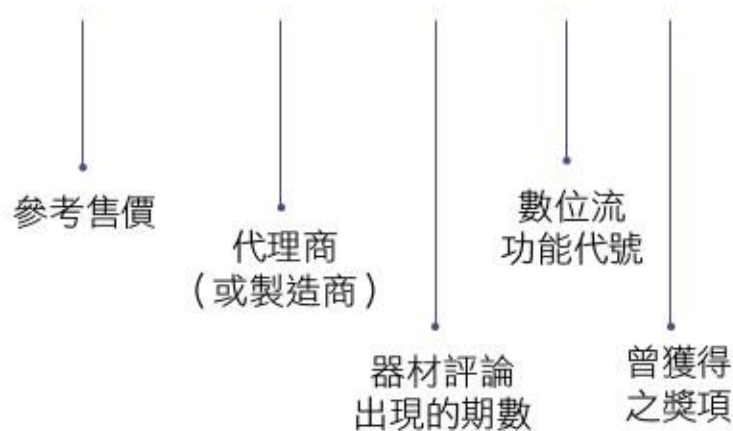 參考售價
代理商
（或製造商）
器材評論
出現的期數
數位流
功能代號
曾獲得
之獎項